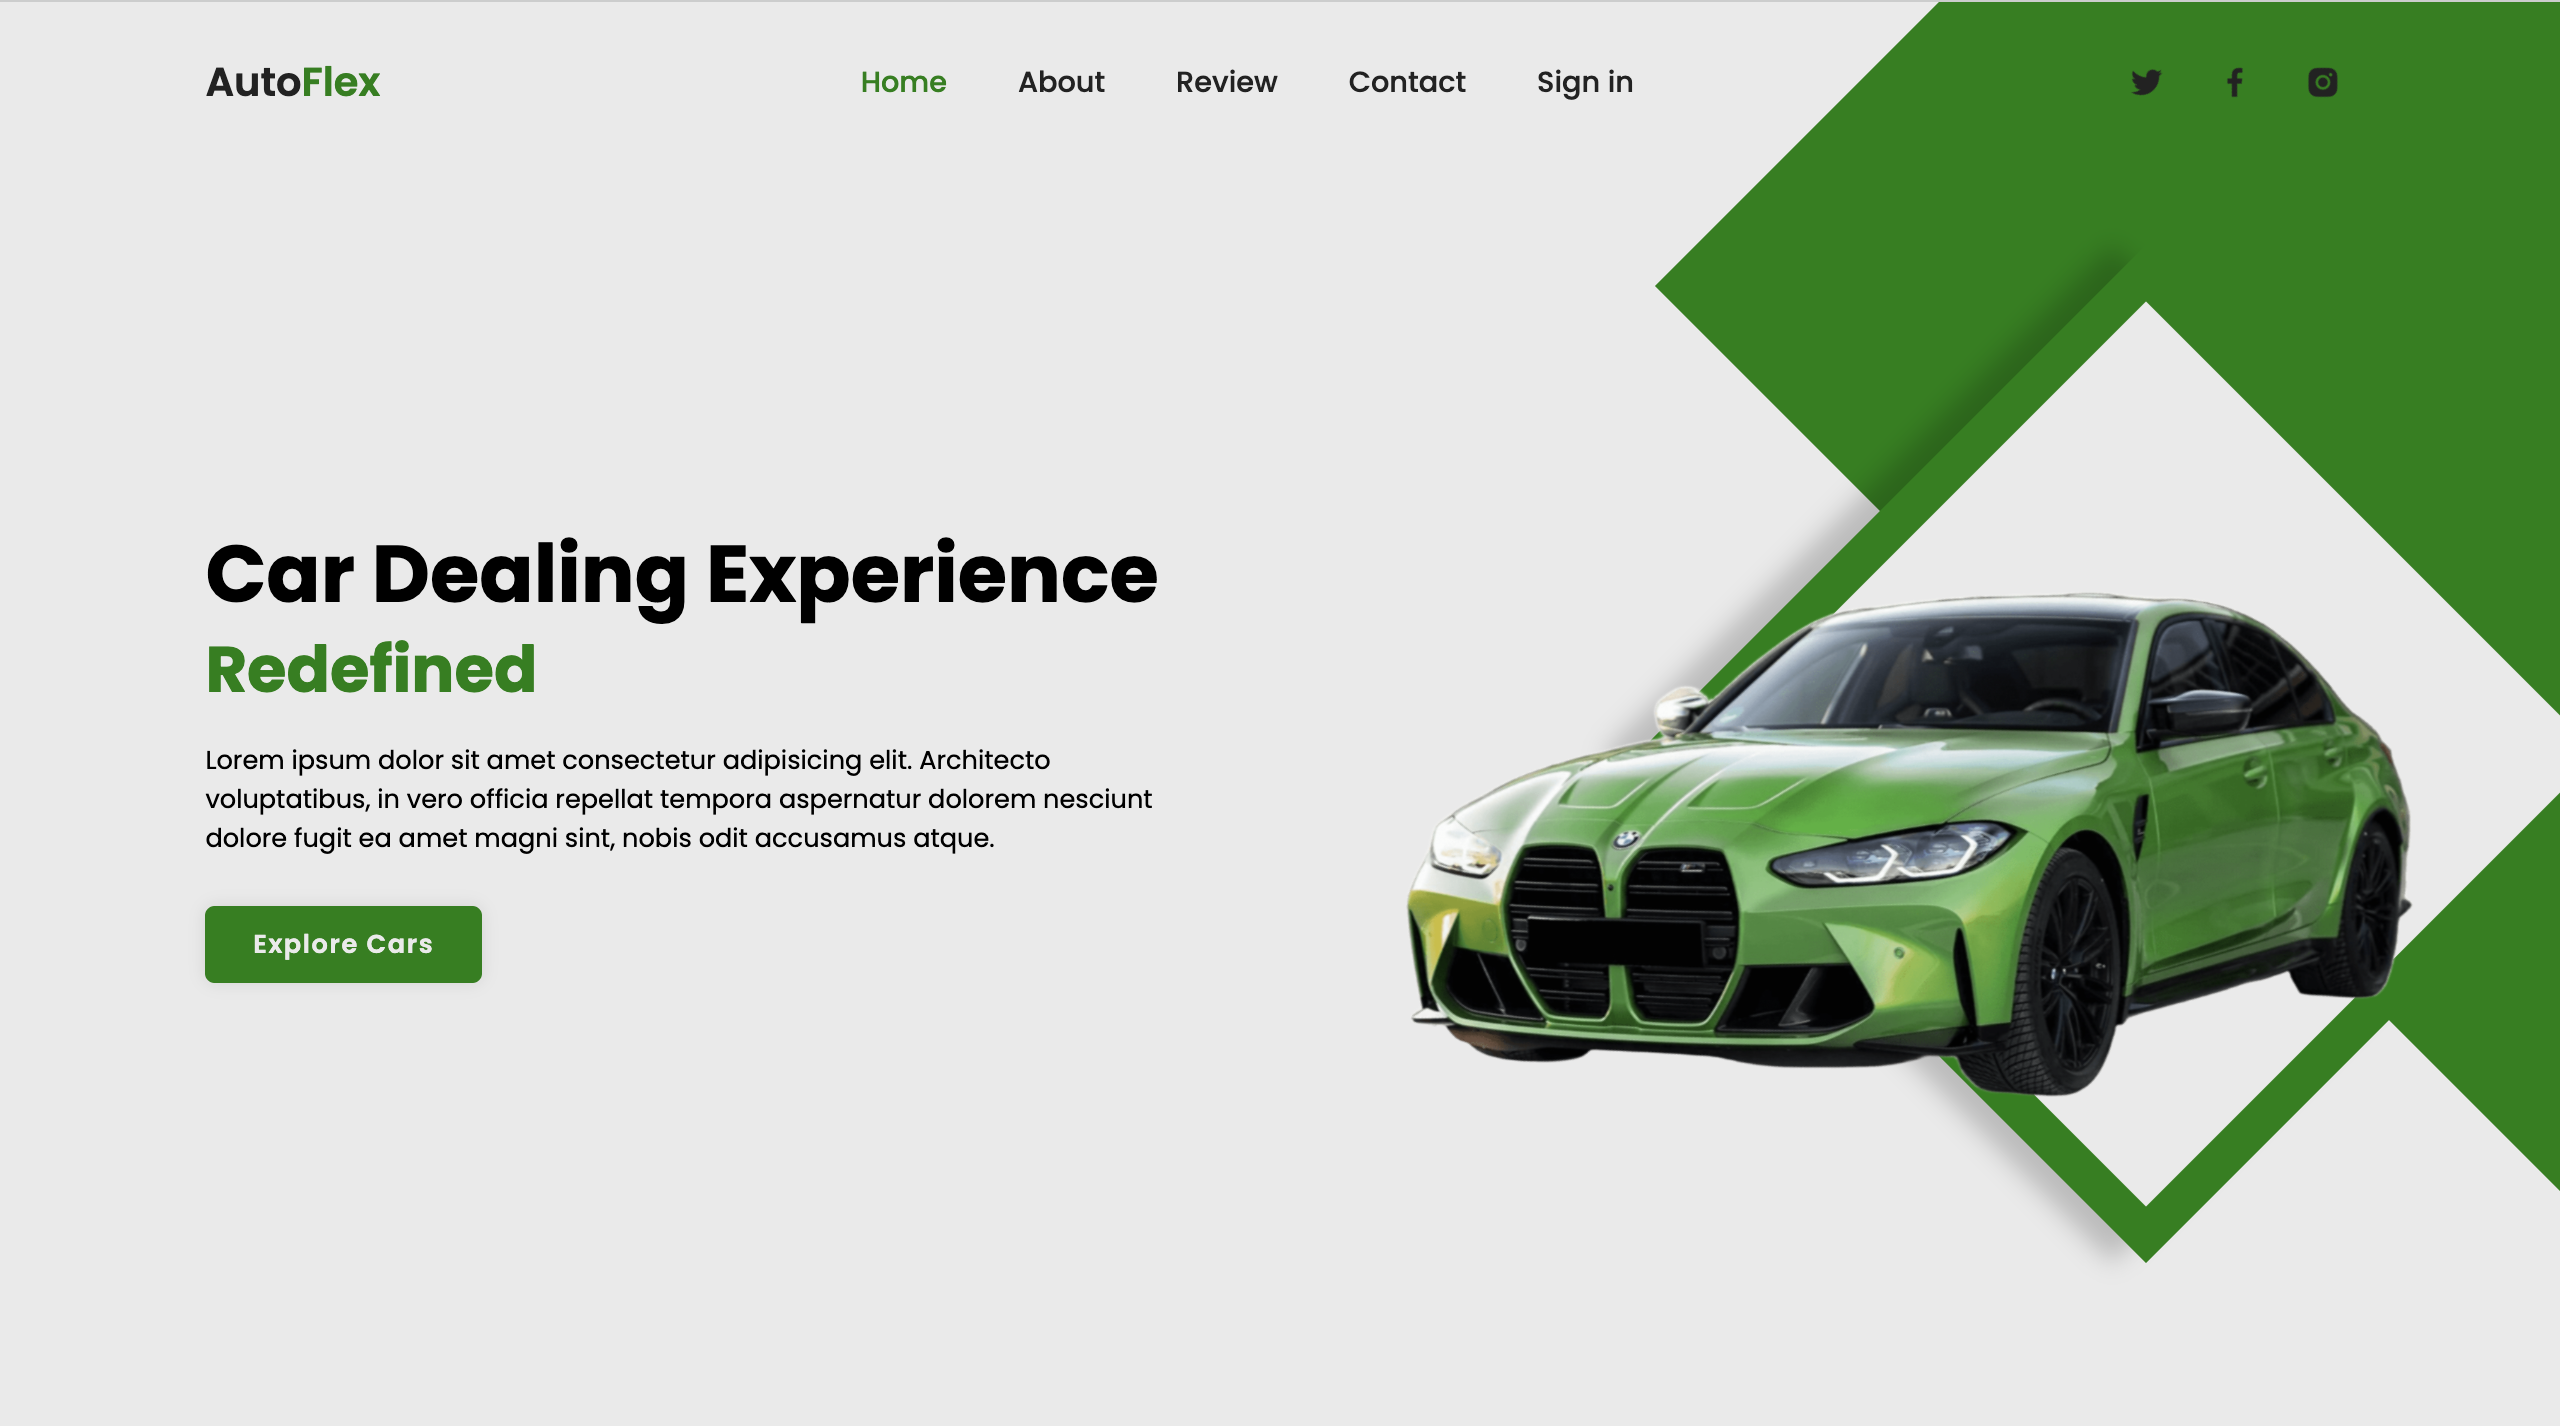 AutoFlex
Home About Review Contact Sign in
Car Dealing Experience
Redefined
Lorem ipsum dolor sit amet consectetur adipisicing elit. Architecto
voluptatibus, in vero officia repellat tempora aspernatur dolorem nesciunt
dolore fugit ea amet magni sint, nobis odit accusamus atque.
Explore Cars